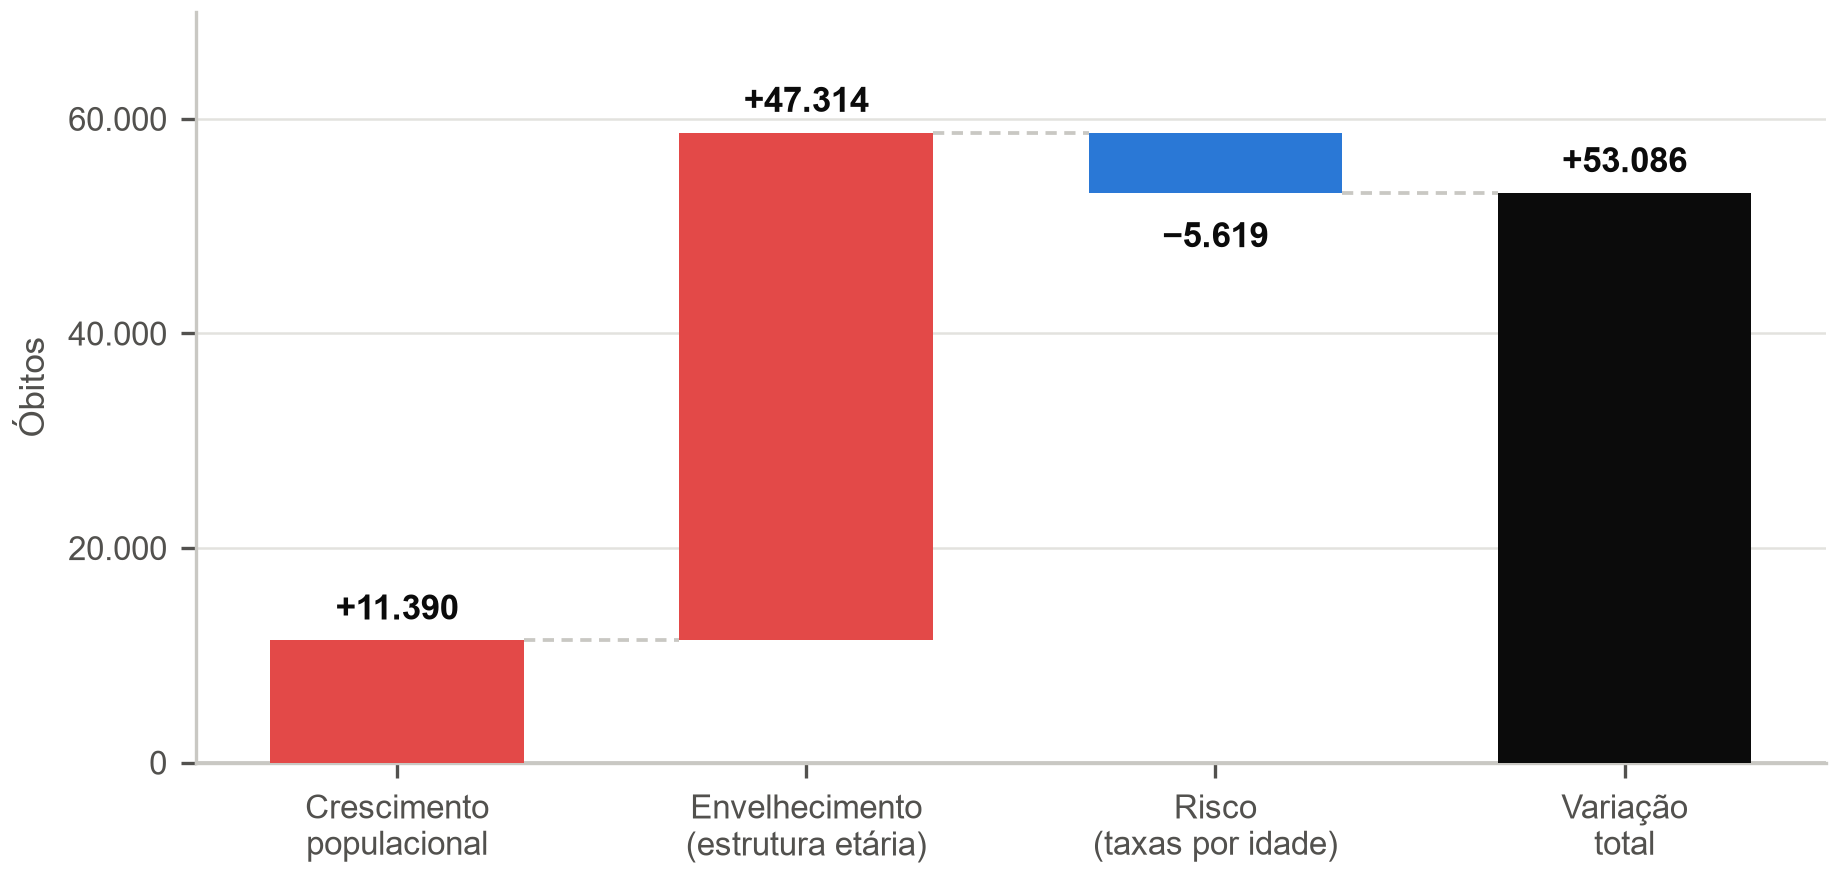 Óbitos
60.000
40.000
20.000
0
+11.390
+47.314
−5.619
+53.086
Crescimento
populacional
Envelhecimento
(estrutura etária)
Risco
(taxas por idade)
Variação
total